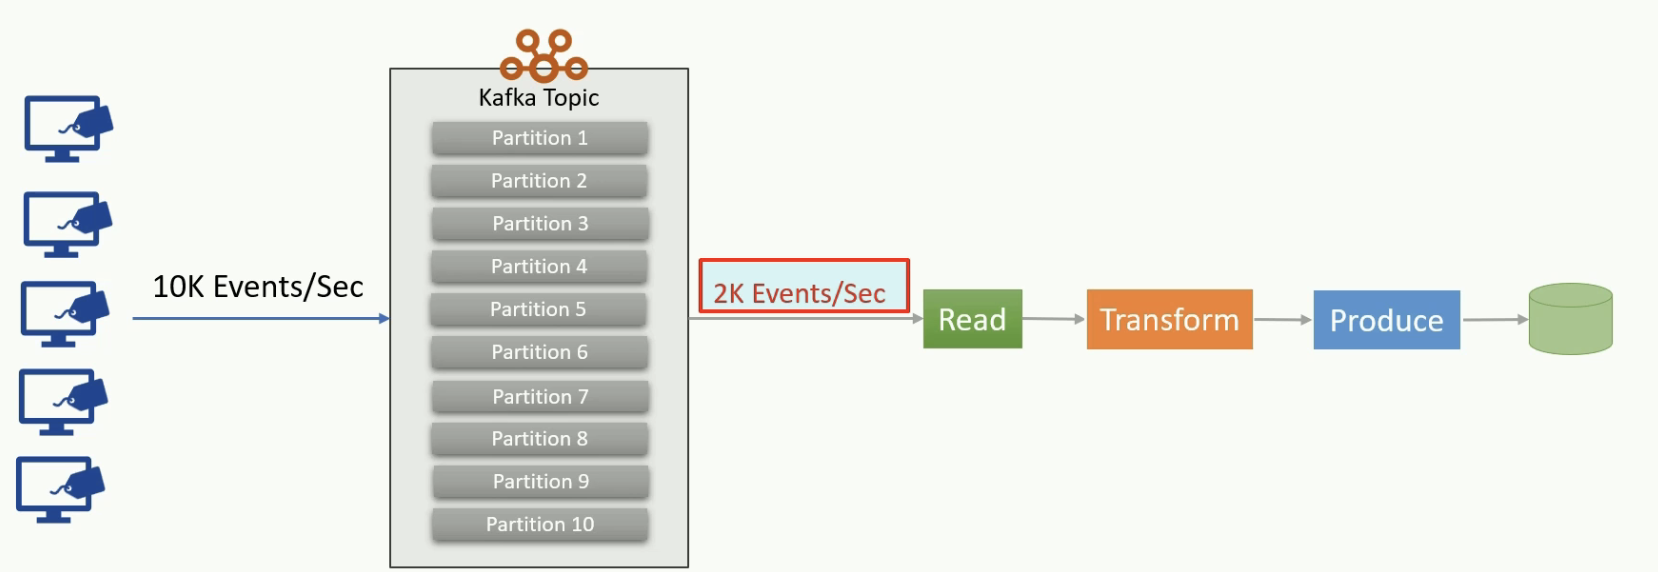 Kafka Topic
Partition 1
Partition 2
Partition 3
Partition 4
Partition 5
Partition 6
Partition 7
Partition 8
Partition 9
Partition 10
10K Events/Sec
2K Events/Sec
Read
Transform
Produce